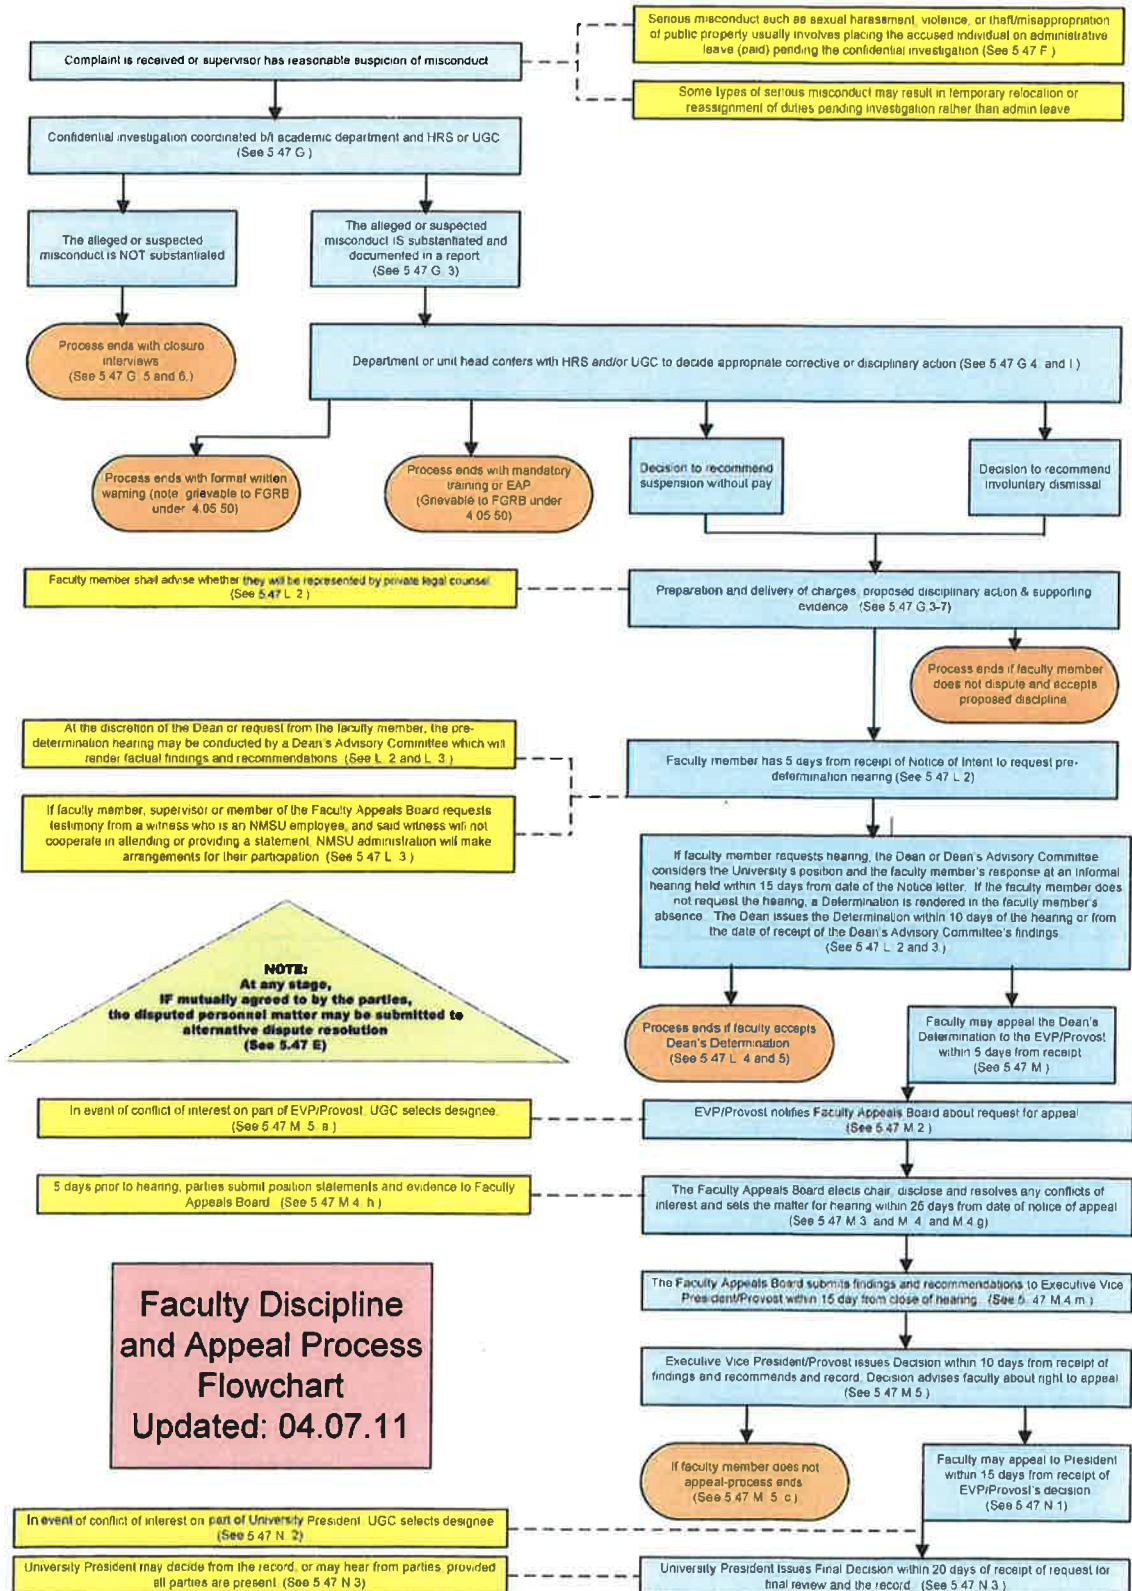 Serious misconduct such as sexual harassment, violence, or theft/misappropriation
of public property usually involves placing the accused individual on administrative
leave (paid) pending the confidential investigation (See 5 47 F )
Complaint is received or supervisor has reasonable suspicion of misconduct
Some types of serious misconduct may result in temporary relocation or
reassignment of duties pending investigation rather than admin leave
Confidential investigation coordinated b/t academic department and HRS or UGC
(See 5 47 G )
The alleged or suspected
misconduct is NOT substantiated
The alleged or suspected
misconduct IS substantiated and
documented in a report
(See 5 47 G 3)
Process ends with closure
interviews
(See 5 47 G 5 and 6.)
Department or unit head confers with HRS and/or UGC to decide appropriate corrective or disciplinary action (See 5 47 G 4 and I )
Process ends with formal written
warning (note grievable to FGRB
under 4.05 50)
Process ends with mandatory
training or EAP
(Grievable to FGRB under
4.05 50)
Decision to recommend
suspension without pay
Decision to recommend
involuntary dismissal
Faculty member shall advise whether they will be represented by private legal counsel
(See 5.47 L 2 )
Preparation and delivery of charges, proposed disciplinary action & supporting
evidence (See 5.47 G.3-7)
Process ends if faculty member
does not dispute and accepts
proposed discipline
At the discretion of the Dean or request from the faculty member, the pre-
determination hearing may be conducted by a Dean's Advisory Committee which will
render factual findings and recommendations (See L. 2 and L 3 )
Faculty member has 5 days from receipt of Notice of Intent to request pre-
determination hearing (See 5 47 L 2)
If faculty member, supervisor or member of the Faculty Appeals Board requests
testimony from a witness who is an NMSU employee, and said witness will not
cooperate in attending or providing a statement, NMSU administration will make
arrangements for their participation (See 5 47 L 3 )
If faculty member requests hearing, the Dean or Dean's Advisory Committee
considers the University's position and the faculty member's response at an informal
hearing held within 15 days from date of the Notice letter. If the faculty member does
not request the hearing, a Determination is rendered in the faculty member's
absence The Dean issues the Determination within 10 days of the hearing or from
the date of receipt of the Dean's Advisory Committee's findings
(See 5 47 L 2 and 3 )
NOTE:
At any stage,
IF mutually agreed to by the parties,
the disputed personnel matter may be submitted to
alternative dispute resolution
(See 5.47 E)
Process ends if faculty accepts
Dean's Determination
(See 5 47 L 4 and 5)
Faculty may appeal the Dean's
Determination to the EVP/Provost
within 5 days from receipt
(See 5 47 M )
In event of conflict of interest on part of EVP/Provost, UGC selects designee.
(See 5 47 M 5. a )
EVP/Provost notifies Faculty Appeals Board about request for appeal
(See 5 47 M 2 )
5 days prior to hearing, parties submit position statements and evidence to Faculty
Appeals Board (See 5 47 M 4 h )
The Faculty Appeals Board elects chair, disclose and resolves any conflicts of
interest and sets the matter for hearing within 25 days from date of notice of appeal
(See 5 47 M 3 and M 4 and M 4 g)
Faculty Discipline
and Appeal Process
Flowchart
Updated: 04.07.11
The Faculty Appeals Board submits findings and recommendations to Executive Vice
President/Provost within 15 day from close of hearing (See 5. 47 M.4 m )
Executive Vice President/Provost issues Decision within 10 days from receipt of
findings and recommends and record. Decision advises faculty about right to appeal
(See 5 47 M 5 )
If faculty member does not
appeal-process ends
(See 5 47 M 5 c )
Faculty may appeal to President
within 15 days from receipt of
EVP/Provost's decision
(See 5 47 N 1)
In event of conflict of interest on part of University President UGC selects designee
(See 5 47 N. 2)
University President may decide from the record, or may hear from parties, provided
all parties are present (See 5 47 N 3)
University President issues Final Decision within 20 days of receipt of request for
final review and the record (See 5 47 N 3 )